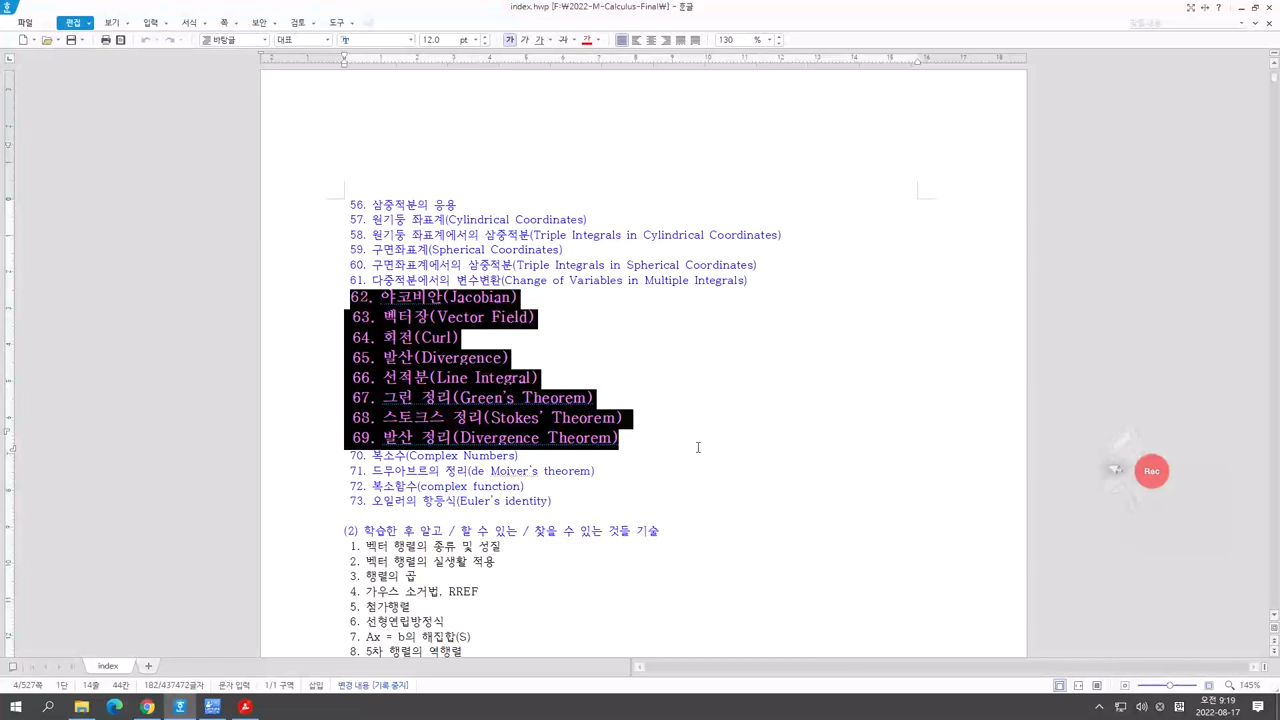 index.hwp [F:\2022-M-Calculus-Final\] - 훈글
파일 편집 보기 입력 서식 쪽 보안 검토 도구
바탕글 대표 12.0 pt 가 가 가 가 가 130 %
56. 삼중적분의 응용
57. 원기둥 좌표계(Cylindrical Coordinates)
58. 원기둥 좌표계에서의 삼중적분(Triple Integrals in Cylindrical Coordinates)
59. 구면좌표계(Spherical Coordinates)
60. 구면좌표계에서의 삼중적분(Triple Integrals in Spherical Coordinates)
61. 다중적분에서의 변수변환(Change of Variables in Multiple Integrals)
62. 야코비안(Jacobian)
63. 벡터장(Vector Field)
64. 회전(Curl)
65. 발산(Divergence)
66. 선적분(Line Integral)
67. 그린 정리(Green's Theorem)
68. 스토크스 정리(Stokes' Theorem)
69. 발산 정리(Divergence Theorem)
70. 복소수(Complex Numbers)
71. 드무아브르의 정리(de Moiver's theorem)
72. 복소함수(complex function)
73. 오일러의 항등식(Euler's identity)
(2) 학습한 후 알고 / 할 수 있는 / 찾을 수 있는 것들 기술
1. 벡터 행렬의 종류 및 성질
2. 벡터 행렬의 실생활 적용
3. 행렬의 곱
4. 가우스 소거법, RREF
5. 첨가행렬
6. 선형연립방정식
7. Ax = b의 해집합(S)
8. 5차 행렬의 역행렬
Rec
index
4/527쪽 1단 14줄 44칸 182/437472글자 문자 입력 1/1 구역 삽입 변경 내용 [기록 중지] 145%
오전 9:19
2022-08-17